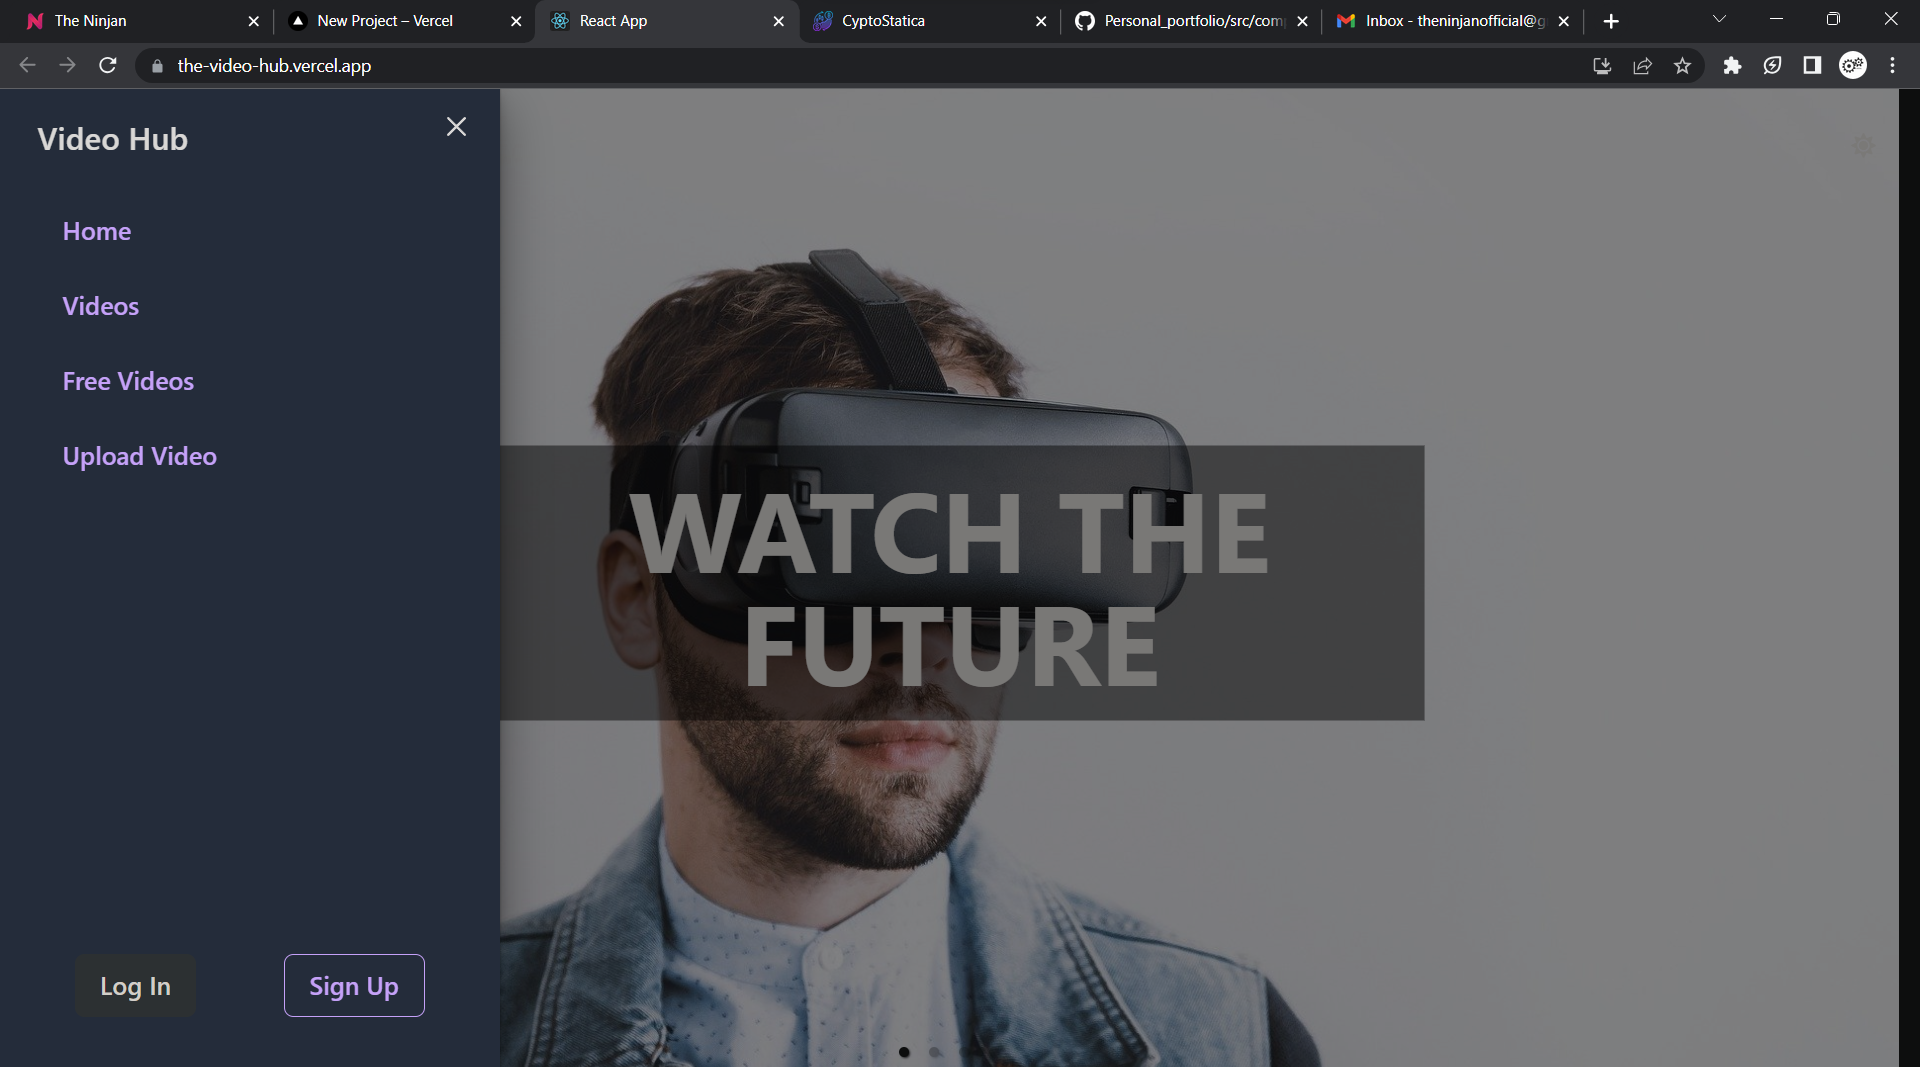 The Ninjan
New Project – Vercel
React App
CyptoStatica
Personal_portfolio/src/com
Inbox - theninjanofficial@g
the-video-hub.vercel.app
Video Hub
Home
Videos
Free Videos
Upload Video
WATCH THE
FUTURE
Log In
Sign Up